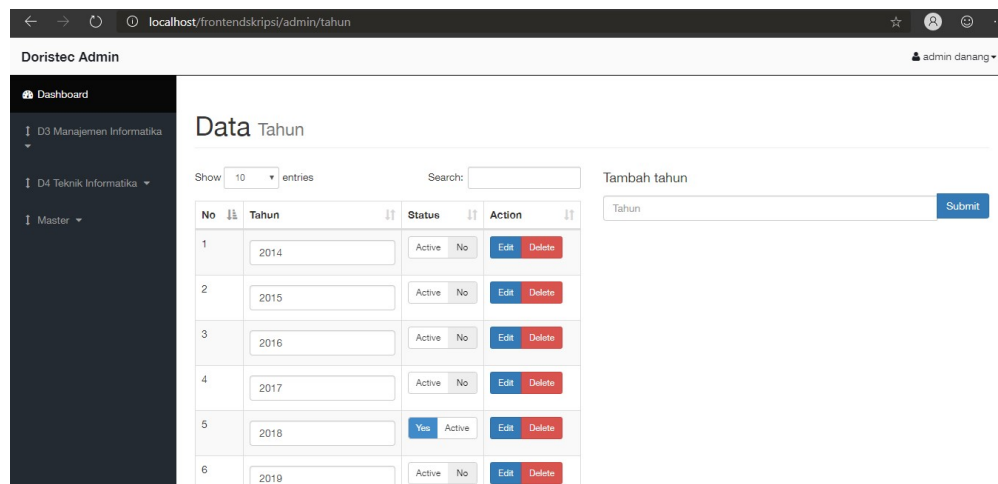 localhost/frontendskripsi/admin/tahun
Doristec Admin
admin danang
Dashboard
D3 Manajemen Informatika
D4 Teknik Informatika
Master
Data Tahun
Show 10 entries
Search:
No Tahun Status Action
1 2014 Active No Edit Delete
2 2015 Active No Edit Delete
3 2016 Active No Edit Delete
4 2017 Active No Edit Delete
5 2018 Yes Active Edit Delete
6 2019 Active No Edit Delete
Tambah tahun
Tahun Submit